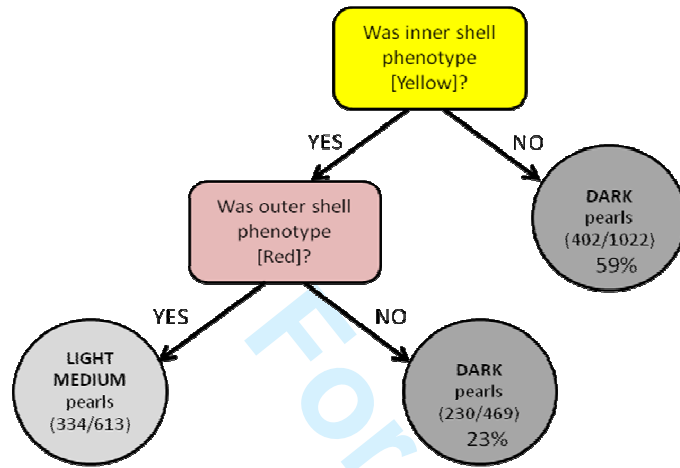 Was inner shell
phenotype
[Yellow]?
YES
NO
DARK
pearls
(402/1022)
59%
Was outer shell
phenotype
[Red]?
YES
NO
LIGHT
MEDIUM
pearls
(334/613)
DARK
pearls
(230/469)
23%
For